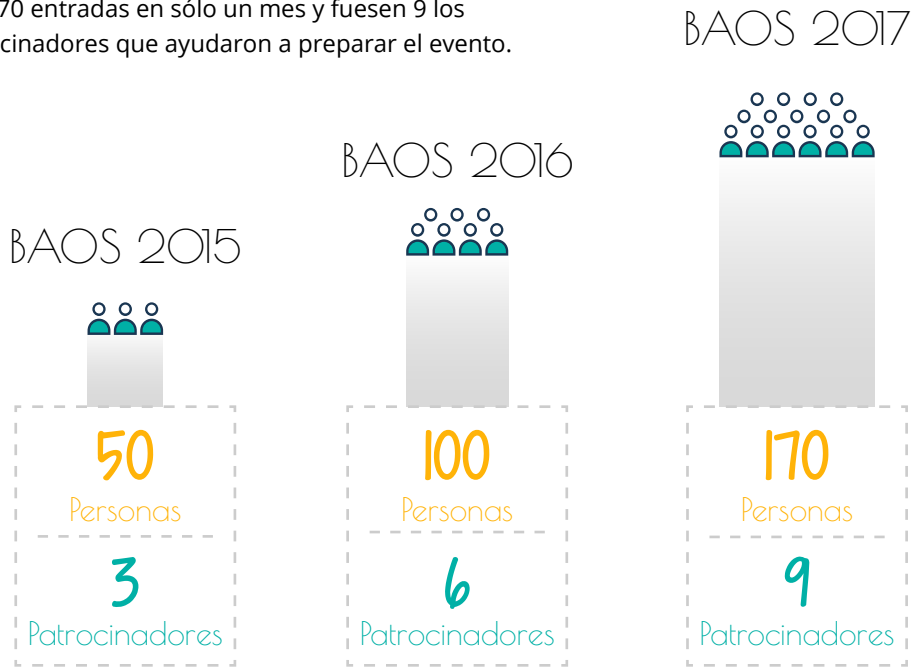 70 entradas en sólo un mes y fuesen 9 los
cinadores que ayudaron a preparar el evento.
BAOS 2015
50
Personas
3
Patrocinadores
BAOS 2016
100
Personas
6
Patrocinadores
BAOS 2017
170
Personas
9
Patrocinadores